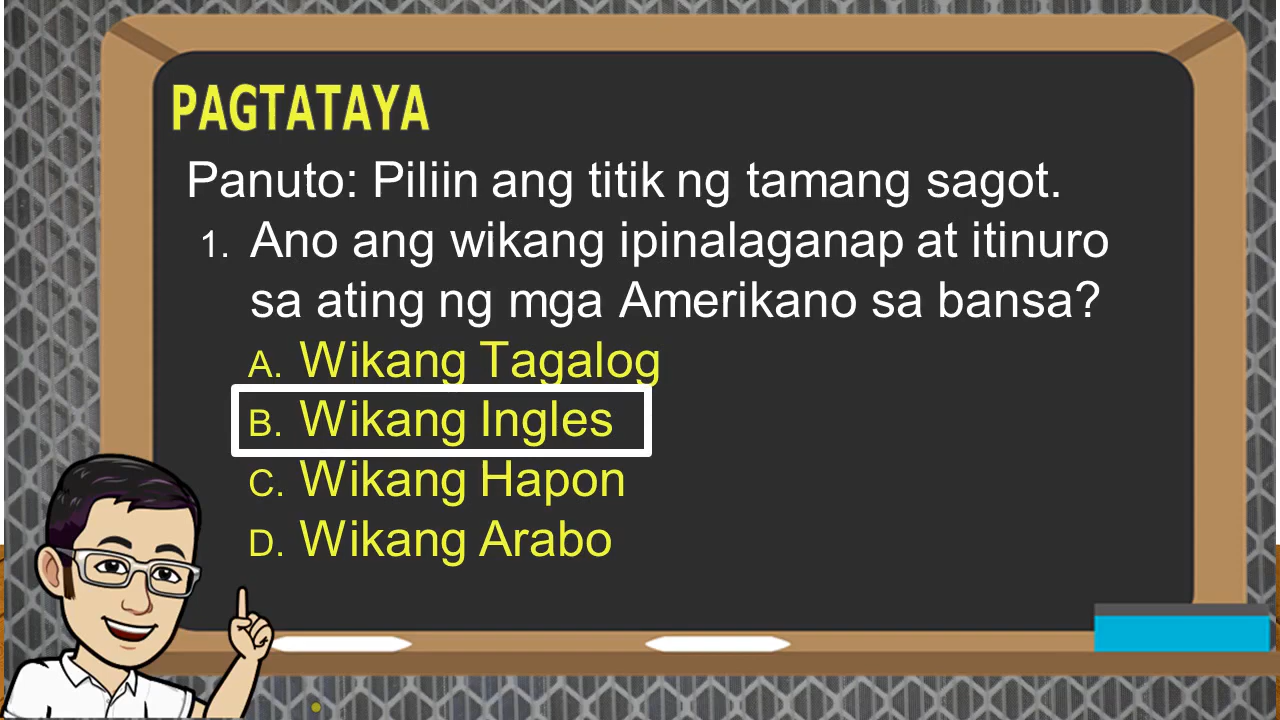 PAGTATAYA
Panuto: Piliin ang titik ng tamang sagot.
1. Ano ang wikang ipinalaganap at itinuro
sa ating ng mga Amerikano sa bansa?
A. Wikang Tagalog
B. Wikang Ingles
C. Wikang Hapon
D. Wikang Arabo